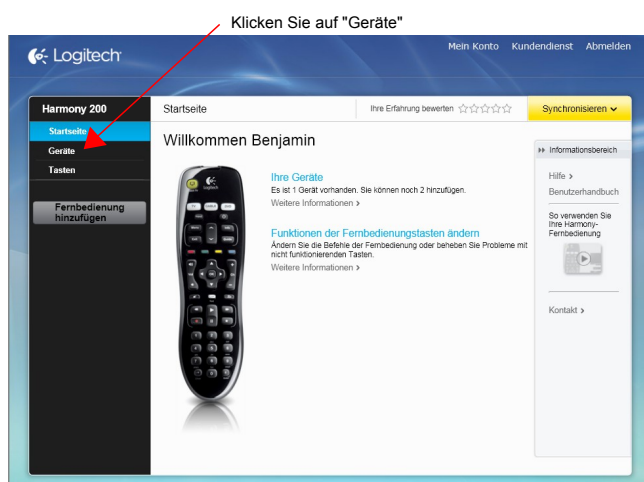 Klicken Sie auf "Geräte"
Logitech
Mein Konto Kundendienst Abmelden
Harmony 200
Startseite
Ihre Erfahrung bewerten
Synchronisieren
Startseite
Geräte
Tasten
Fernbedienung
hinzufügen
Willkommen Benjamin
Ihre Geräte
Es ist 1 Gerät vorhanden. Sie können noch 2 hinzufügen.
Weitere Informationen >
Funktionen der Fernbedienungstasten ändern
Ändern Sie die Befehle der Fernbedienung oder beheben Sie Probleme mit
nicht funktionierenden Tasten.
Weitere Informationen >
Informationsbereich
Hilfe >
Benutzerhandbuch
So verwenden Sie
Ihre Harmony-
Fernbedienung
Kontakt >